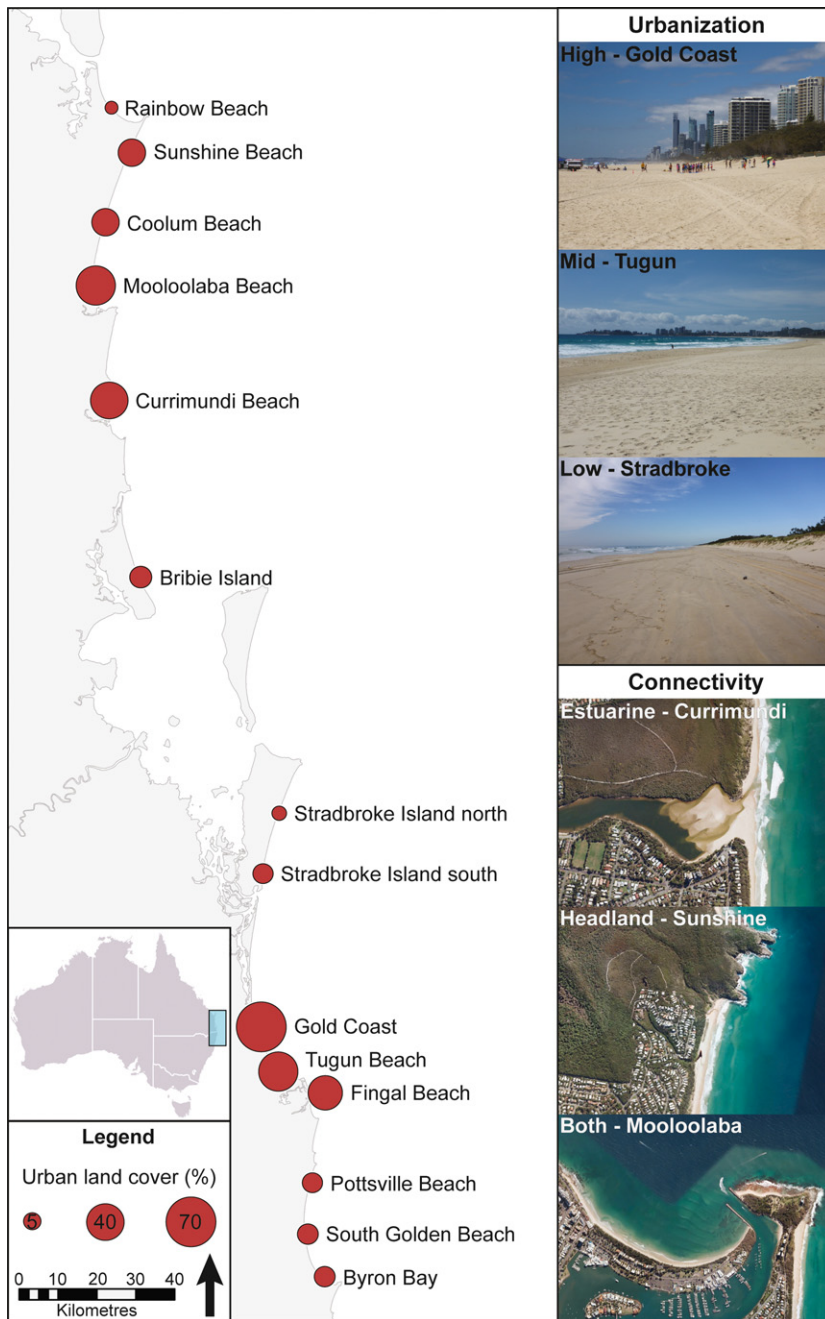 Rainbow Beach
Sunshine Beach
Coolum Beach
Mooloolaba Beach
Currimundi Beach
Bribie Island
Stradbroke Island north
Stradbroke Island south
Gold Coast
Tugun Beach
Fingal Beach
Pottsville Beach
South Golden Beach
Byron Bay
Legend
Urban land cover (%)
5 40 70
0 10 20 30 40
Kilometres
Urbanization
High - Gold Coast
Mid - Tugun
Low - Stradbroke
Connectivity
Estuarine - Currimundi
Headland - Sunshine
Both - Mooloolaba